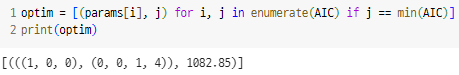 1 optim = [(params[i], j) for i, j in enumerate(AIC) if j == min(AIC)]
2 print(optim)
[(((1, 0, 0), (0, 0, 1, 4)), 1082.85)]